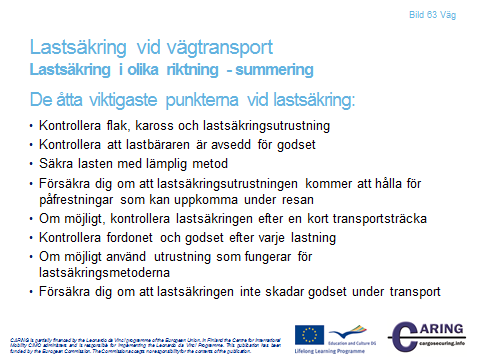 Bild 63 Väg
Lastsäkring vid vägtransport
Lastsäkring i olika riktning - summering
De åtta viktigaste punkterna vid lastsäkring:
• Kontrollera flak, kaross och lastsäkringsutrustning
• Kontrollera att lastbäraren är avsedd för godset
• Säkra lasten med lämplig metod
• Försäkra dig om att lastsäkringsutrustningen kommer att hålla för
påfrestningar som kan uppkomma under resan
• Om möjligt, kontrollera lastsäkringen efter en kort transportsträcka
• Kontrollera fordonet och godset efter varje lastning
• Om möjligt använd utrustning som fungerar för
lastsäkringsmetoderna
• Försäkra dig om att lastsäkringen inte skadar godset under transport
CARING is partially financed by the Leonardo da Vinci programme of the European Union. In Finland the Centre for International
Mobility CIMO administers and is responsible for implementing the Leonardo da Vinci Programme. This publication has been
funded by the European Commission. The Commission accepts no responsibility for the contents of the publication.
Education and Culture DG
Lifelong Learning Programme
CARING
cargosecuring.info